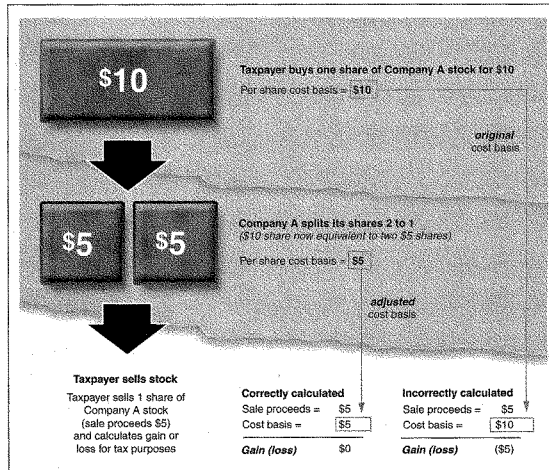 $10
Taxpayer buys one share of Company A stock for $10
Per share cost basis = $10
original
cost basis
$5 $5
Company A splits its shares 2 to 1
($10 share now equivalent to two $5 shares)
Per share cost basis = $5
adjusted
cost basis
Taxpayer sells stock
Taxpayer sells 1 share of
Company A stock
(sale proceeds $5)
and calculates gain or
loss for tax purposes
Correctly calculated
Sale proceeds = $5
Cost basis = $5
Gain (loss) $0
Incorrectly calculated
Sale proceeds = $5
Cost basis = $10
Gain (loss) ($5)